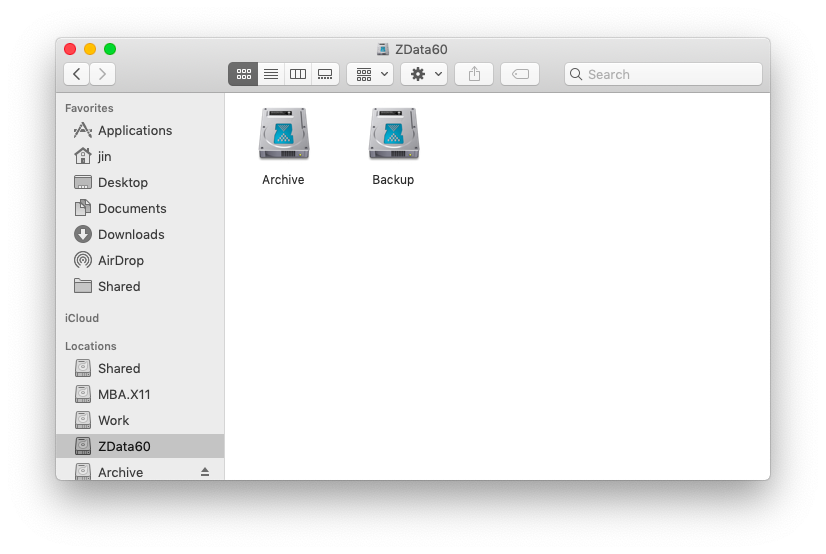 ZData60
Search
Favorites
Applications
jin
Desktop
Documents
Downloads
AirDrop
Shared
iCloud
Locations
Shared
MBA.X11
Work
ZData60
Archive
Archive
Backup